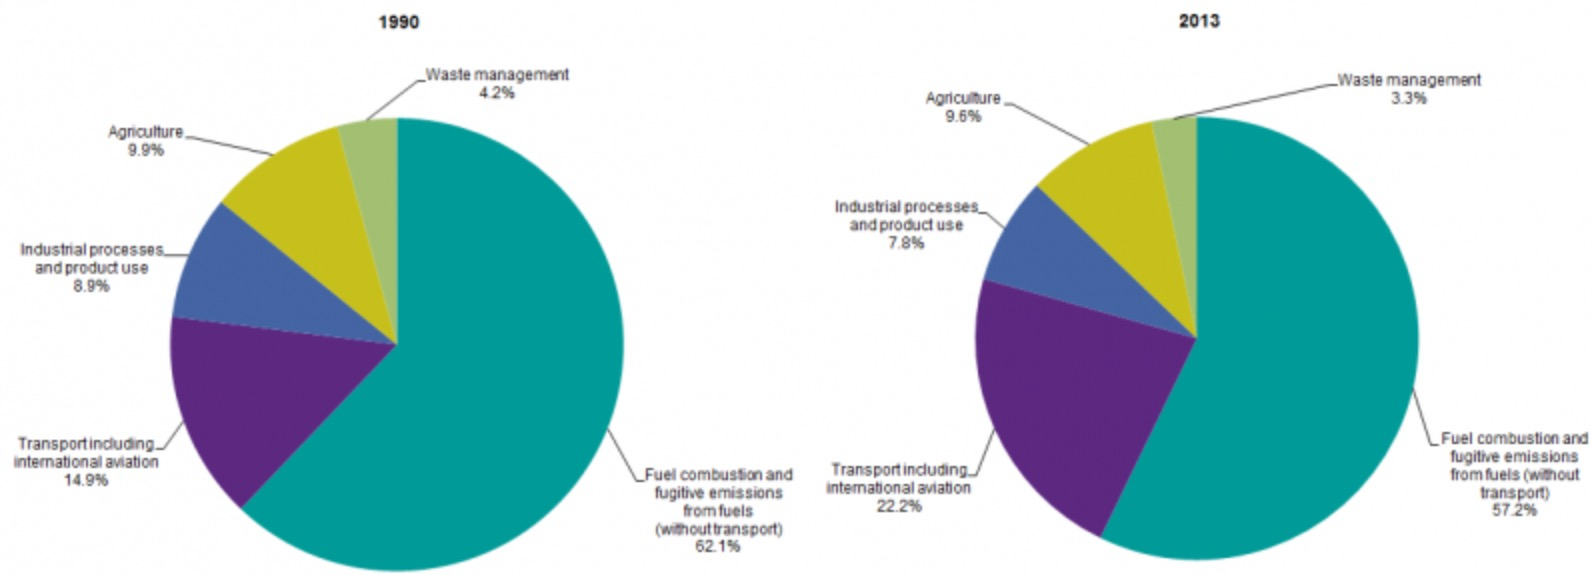 1990
Waste management
4.2%
Agriculture
9.9%
Industrial processes
and product use
8.9%
Transport including
international aviation
14.9%
Fuel combustion and
fugitive emissions
from fuels
(without transport)
62.1%
2013
Waste management
3.3%
Agriculture
9.6%
Industrial processes
and product use
7.8%
Transport including
international aviation
22.2%
Fuel combustion and
fugitive emissions
from fuels (without
transport)
57.2%